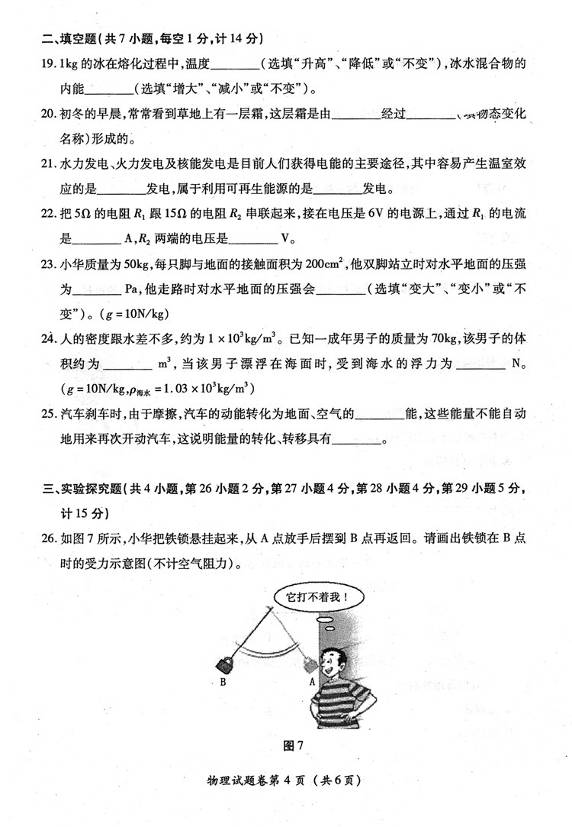 二、填空题(共7小题,每空1分,计14分)
19. 1kg的冰在熔化过程中,温度________(选填“升高”、“降低”或“不变”),冰水混合物的
内能________(选填“增大”、“减小”或“不变”)。
20. 初冬的早晨,常常看到草地上有一层霜,这层霜是由________经过________、物态变化
名称)形成的。
21. 水力发电、火力发电及核能发电是目前人们获得电能的主要途径,其中容易产生温室效
应的是________发电,属于利用可再生能源的是________发电。
22. 把5Ω的电阻R₁跟15Ω的电阻R₂串联起来,接在电压是6V的电源上,通过R₁的电流
是________A,R₂两端的电压是________V。
23. 小华质量为50kg,每只脚与地面的接触面积为200cm²,他双脚站立时对水平地面的压强
为________Pa,他走路时对水平地面的压强会________(选填“变大”、“变小”或“不
变”)。(g=10N/kg)
24. 人的密度跟水差不多,约为1×10³kg/m³。已知一成年男子的质量为70kg,该男子的体
积约为________m³,当该男子漂浮在海面时,受到海水的浮力为________N。
(g=10N/kg,ρ海水=1.03×10³kg/m³)
25. 汽车刹车时,由于摩擦,汽车的动能转化为地面、空气的________能,这些能量不能自动
地用来再次开动汽车,这说明能量的转化、转移具有________。
三、实验探究题(共4小题,第26小题2分,第27小题4分,第28小题4分,第29小题5分,
计15分)
26. 如图7所示,小华把铁锁悬挂起来,从A点放手后摆到B点再返回。请画出铁锁在B点
时的受力示意图(不计空气阻力)。
它打不着我!
B
A
图7
物理试题卷第4页(共6页)